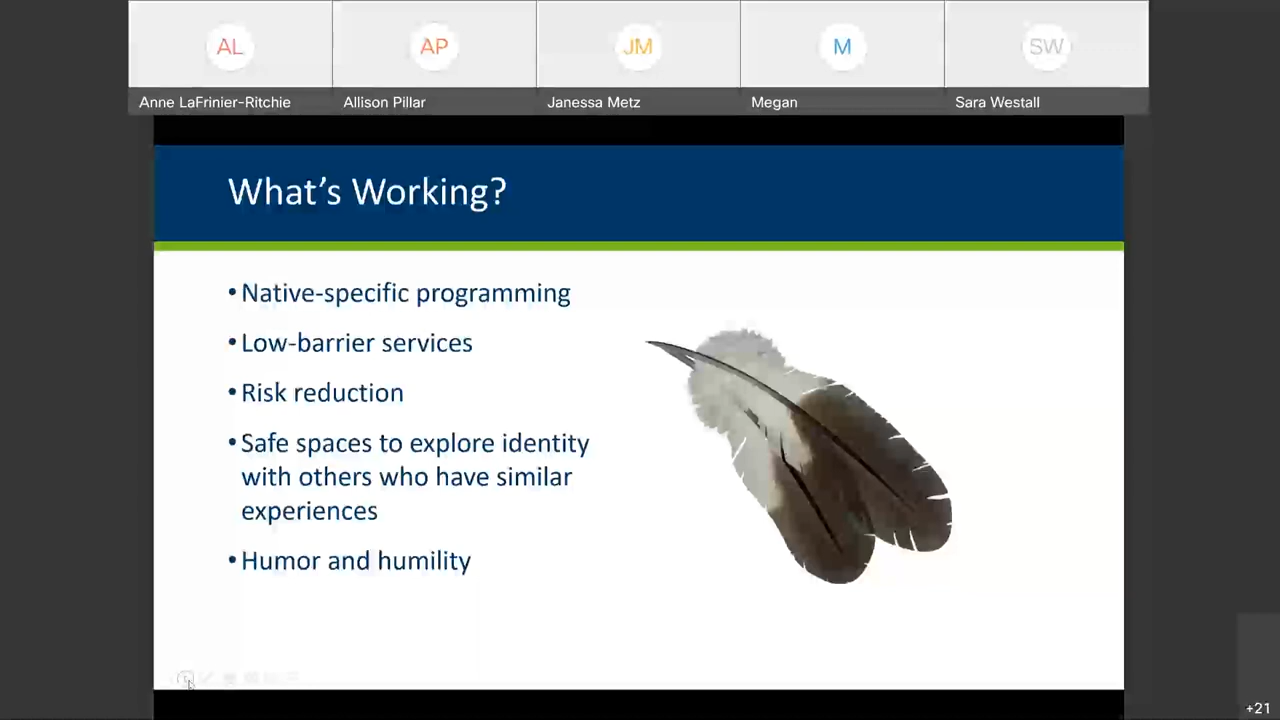 AL
AP
JM
M
SW
Anne LaFrinier-Ritchie
Allison Pillar
Janessa Metz
Megan
Sara Westall
What's Working?
• Native-specific programming
• Low-barrier services
• Risk reduction
• Safe spaces to explore identity
with others who have similar
experiences
• Humor and humility
+21